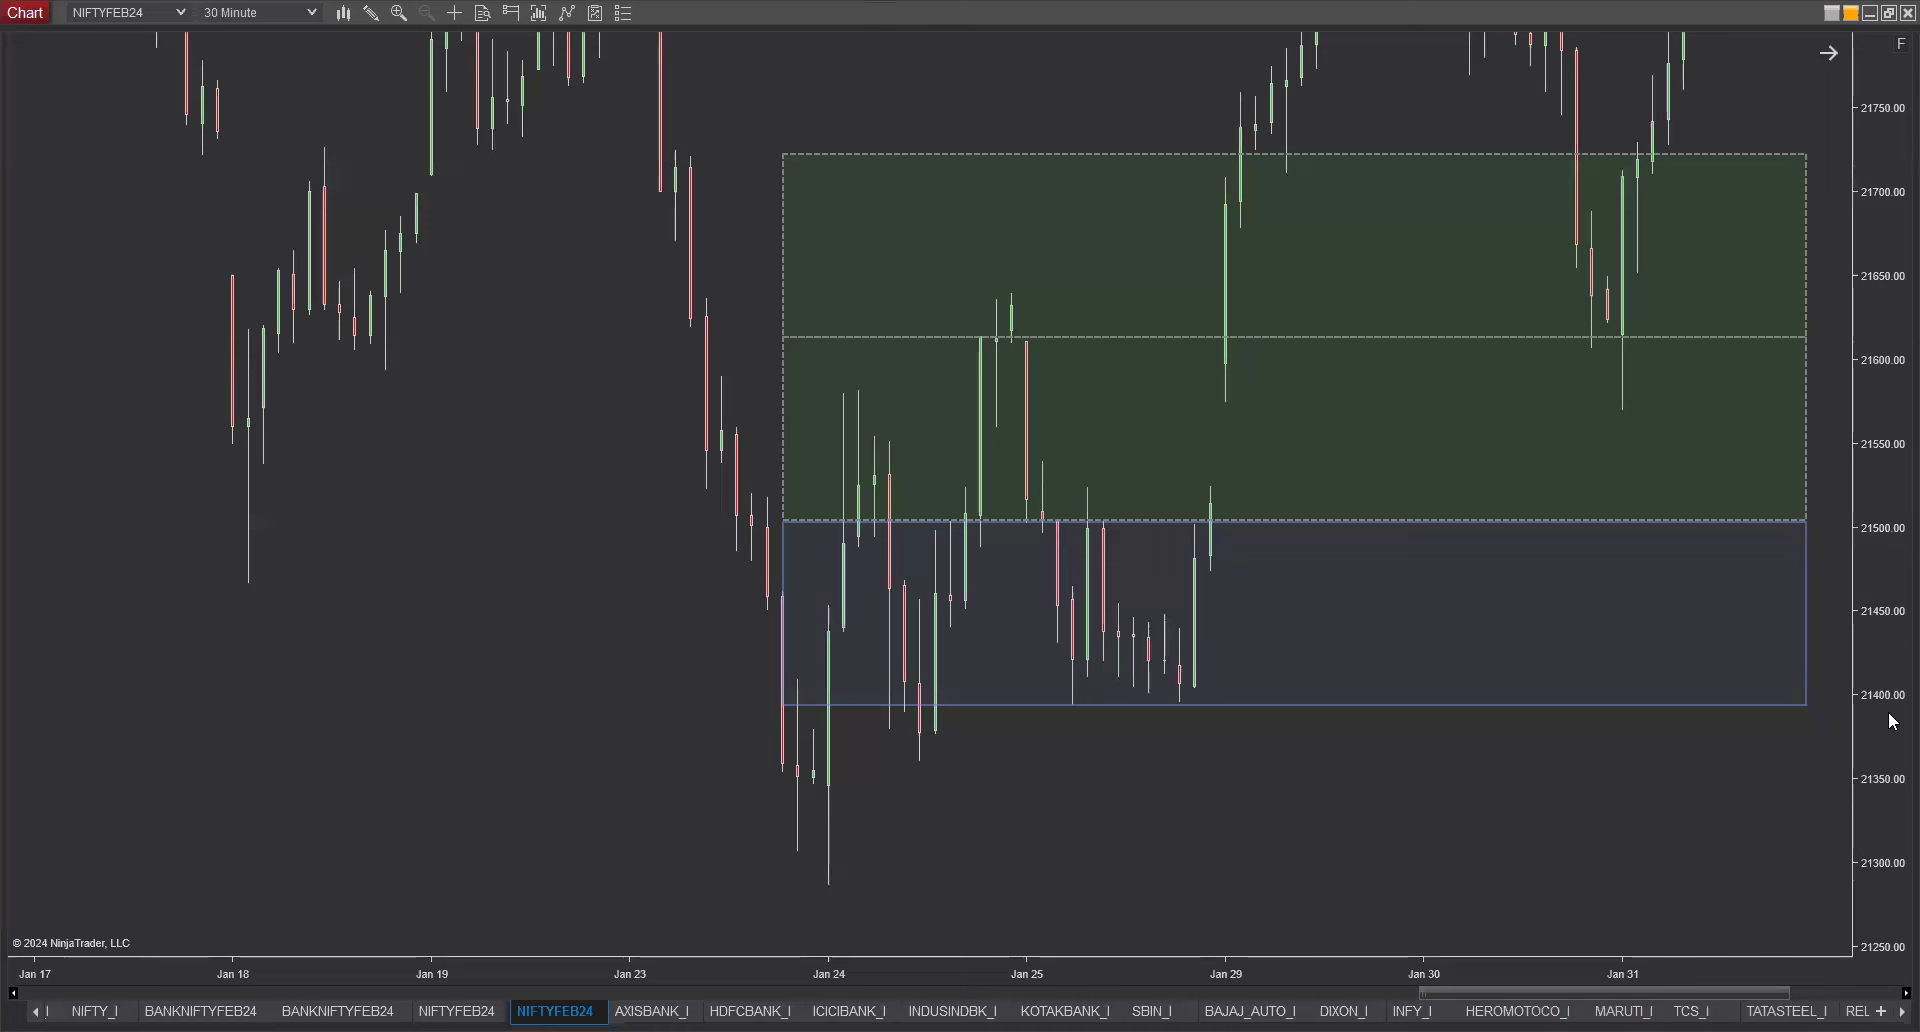 Chart NIFTYFEB24 30 Minute
F
21750.00
21700.00
21650.00
21600.00
21550.00
21500.00
21450.00
21400.00
21350.00
21300.00
21250.00
© 2024 NinjaTrader, LLC
Jan 17 Jan 18 Jan 19 Jan 23 Jan 24 Jan 25 Jan 29 Jan 30 Jan 31
I NIFTY_I BANKNIFTYFEB24 BANKNIFTYFEB24 NIFTYFEB24 NIFTYFEB24 AXISBANK_I HDFCBANK_I ICICIBANK_I INDUSINDBK_I KOTAKBANK_I SBIN_I BAJAJ_AUTO_I DIXON_I INFY_I HEROMOTOCO_I MARUTI_I TCS_I TATASTEEL_I REL +